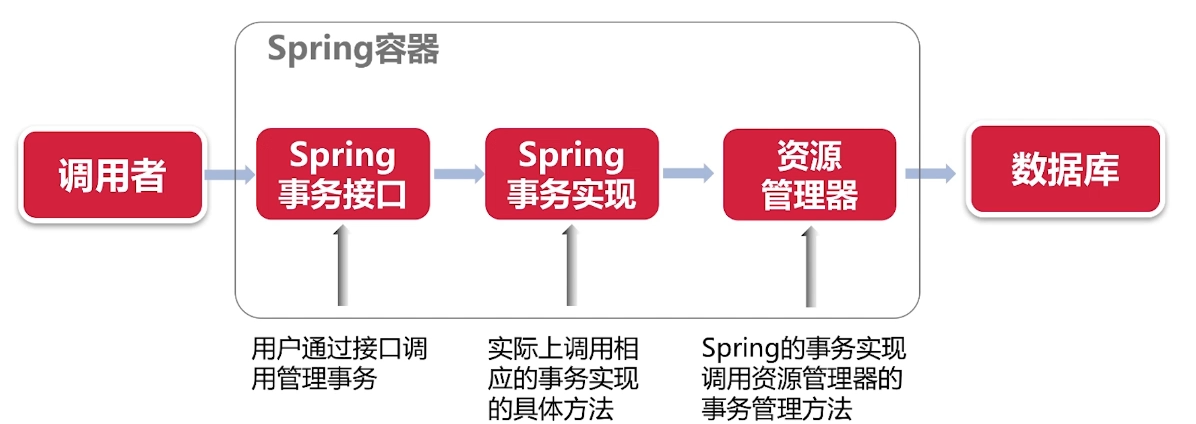 Spring容器
调用者
Spring
事务接口
Spring
事务实现
资源
管理器
数据库
用户通过接口调
用管理事务
实际上调用相
应的事务实现
的具体方法
Spring的事务实现
调用资源管理器的
事务管理方法